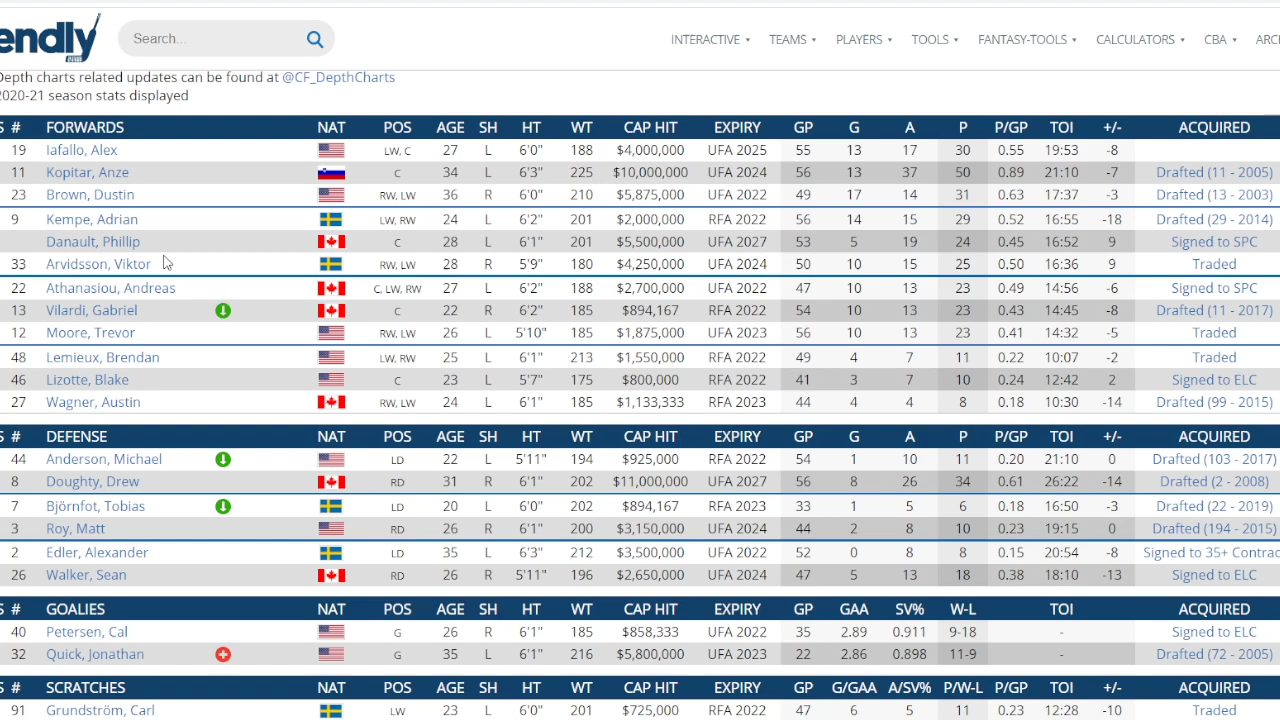 endly
Search...
INTERACTIVE TEAMS PLAYERS TOOLS FANTASY-TOOLS CALCULATORS CBA ARC
Depth charts related updates can be found at @CF_DepthCharts
2020-21 season stats displayed
S # FORWARDS NAT POS AGE SH HT WT CAP HIT EXPIRY GP G A P P/GP TOI +/- ACQUIRED
19 Iafallo, Alex LW, C 27 L 6'0" 188 $4,000,000 UFA 2025 55 13 17 30 0.55 19:53 -8
11 Kopitar, Anze C 34 L 6'3" 225 $10,000,000 UFA 2024 56 13 37 50 0.89 21:10 -7 Drafted (11 - 2005)
23 Brown, Dustin RW, LW 36 R 6'0" 210 $5,875,000 UFA 2022 49 17 14 31 0.63 17:37 -3 Drafted (13 - 2003)
9 Kempe, Adrian LW, RW 24 L 6'2" 201 $2,000,000 RFA 2022 56 14 15 29 0.52 16:55 -18 Drafted (29 - 2014)
Danault, Phillip C 28 L 6'1" 201 $5,500,000 UFA 2027 53 5 19 24 0.45 16:52 9 Signed to SPC
33 Arvidsson, Viktor RW, LW 28 R 5'9" 180 $4,250,000 UFA 2024 50 10 15 25 0.50 16:36 9 Traded
22 Athanasiou, Andreas C, LW, RW 27 L 6'2" 188 $2,700,000 UFA 2022 47 10 13 23 0.49 14:56 -6 Signed to SPC
13 Vilardi, Gabriel C 22 R 6'2" 185 $894,167 RFA 2022 54 10 13 23 0.43 14:45 -8 Drafted (11 - 2017)
12 Moore, Trevor RW, LW 26 L 5'10" 185 $1,875,000 UFA 2023 56 10 13 23 0.41 14:32 -5 Traded
48 Lemieux, Brendan LW, RW 25 L 6'1" 213 $1,550,000 RFA 2022 49 4 7 11 0.22 10:07 -2 Traded
46 Lizotte, Blake C 23 L 5'7" 175 $800,000 RFA 2022 41 3 7 10 0.24 12:42 2 Signed to ELC
27 Wagner, Austin RW, LW 24 L 6'1" 185 $1,133,333 RFA 2023 44 4 4 8 0.18 10:30 -14 Drafted (99 - 2015)
S # DEFENSE NAT POS AGE SH HT WT CAP HIT EXPIRY GP G A P P/GP TOI +/- ACQUIRED
44 Anderson, Michael LD 22 L 5'11" 194 $925,000 RFA 2022 54 1 10 11 0.20 21:10 0 Drafted (103 - 2017)
8 Doughty, Drew RD 31 R 6'1" 202 $11,000,000 UFA 2027 56 8 26 34 0.61 26:22 -14 Drafted (2 - 2008)
7 Björnfot, Tobias LD 20 L 6'0" 202 $894,167 RFA 2022 33 1 5 6 0.18 16:50 -3 Drafted (22 - 2019)
3 Roy, Matt RD 26 R 6'1" 200 $3,150,000 UFA 2024 44 2 8 10 0.23 19:15 0 Drafted (194 - 2015)
2 Edler, Alexander LD 35 L 6'3" 212 $3,500,000 UFA 2022 52 0 8 8 0.15 20:54 -8 Signed to 35+ Contrac
26 Walker, Sean RD 26 R 5'11" 196 $2,650,000 UFA 2024 47 5 13 18 0.38 18:10 -13 Signed to ELC
S # GOALIES NAT POS AGE SH HT WT CAP HIT EXPIRY GP GAA SV% W-L TOI ACQUIRED
40 Petersen, Cal G 26 R 6'1" 185 $858,333 UFA 2022 35 2.89 0.911 9-18 - Signed to ELC
32 Quick, Jonathan G 35 L 6'1" 216 $5,800,000 UFA 2023 22 2.86 0.898 11-9 - Drafted (72 - 2005)
S # SCRATCHES NAT POS AGE SH HT WT CAP HIT EXPIRY GP G/GAA A/SV% P/W-L P/GP TOI +/- ACQUIRED
91 Grundström, Carl LW 23 L 6'0" 201 $725,000 RFA 2022 47 6 5 11 0.23 12:28 -10 Traded